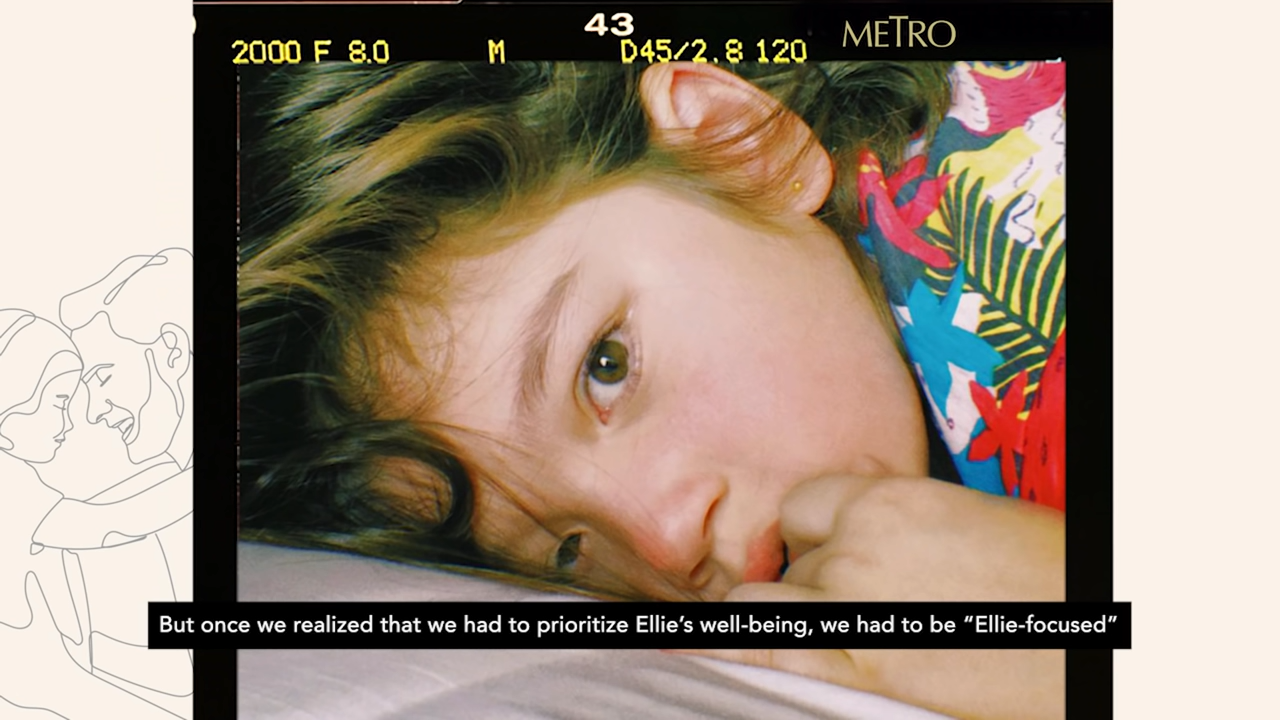 43
METRO
2000 F 8.0 M D45/2.8 120
But once we realized that we had to prioritize Ellie’s well-being, we had to be “Ellie-focused”